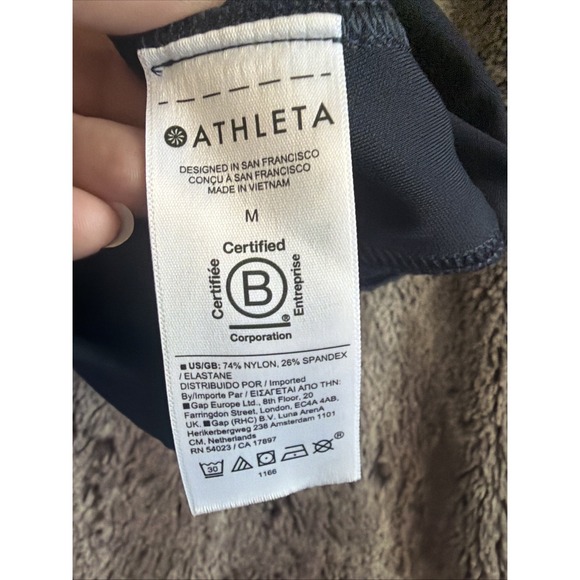 ATHLETA
DESIGNED IN SAN FRANCISCO
CONÇU À SAN FRANCISCO
MADE IN VIETNAM
M
Certified
Certifiée
B
Entreprise
®
Corporation
■ US/GB: 74% NYLON, 26% SPANDEX
/ ELASTANE
DISTRIBUIDO POR / Imported
By/Importe Par / ΕΙΣΑΓΕΤΑΙ ΑΠΟ ΤΗΝ:
■ Gap Europe Ltd., 8th Floor, 20
Farringdon Street, London, EC4A 4AB,
UK, ■ Gap (RHC) B.V. Luna ArenA
Herikerbergweg 238 Amsterdam 1101
CM, Netherlands
RN 54023 / CA 17897
30
®
1166